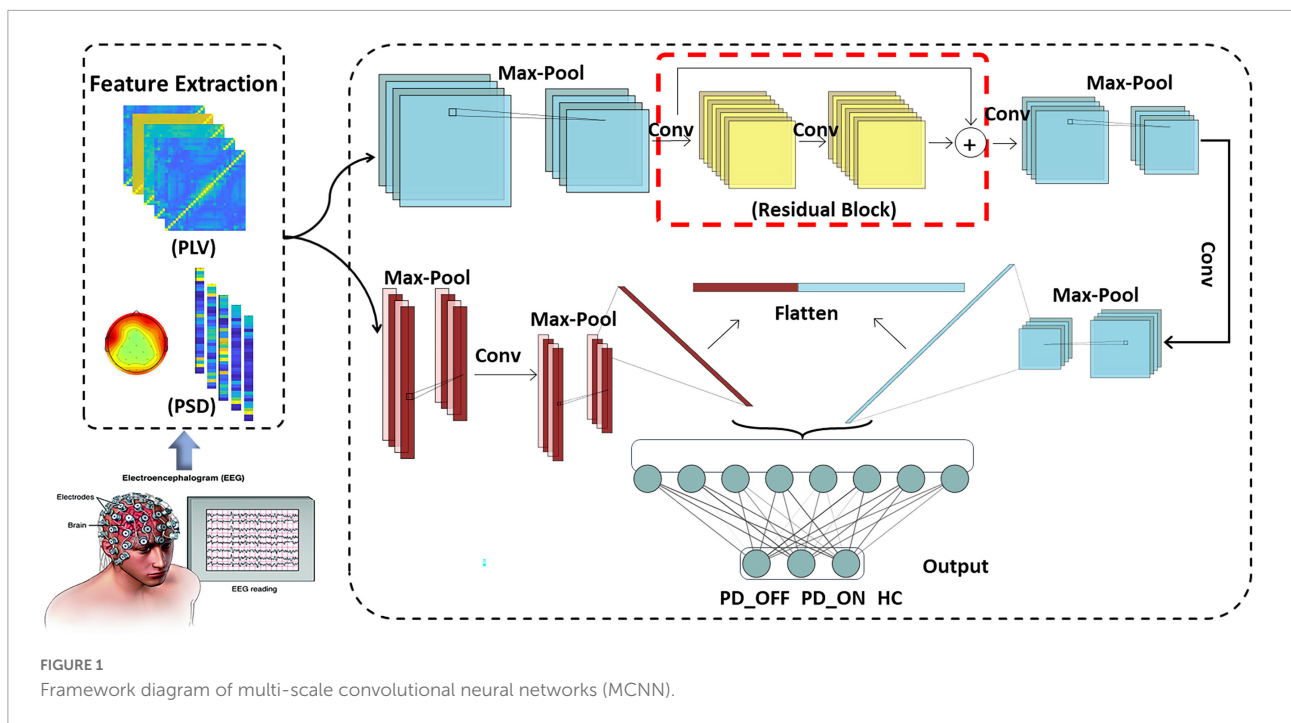 Feature Extraction
(PLV)
(PSD)
Electroencephalogram (EEG)
Electrodes
Brain
EEG reading
Max-Pool
Conv
Conv
(Residual Block)
+
Conv
Max-Pool
Conv
Max-Pool
Conv
Max-Pool
Flatten
Max-Pool
Output
PD_OFF PD_ON HC
FIGURE 1
Framework diagram of multi-scale convolutional neural networks (MCNN).